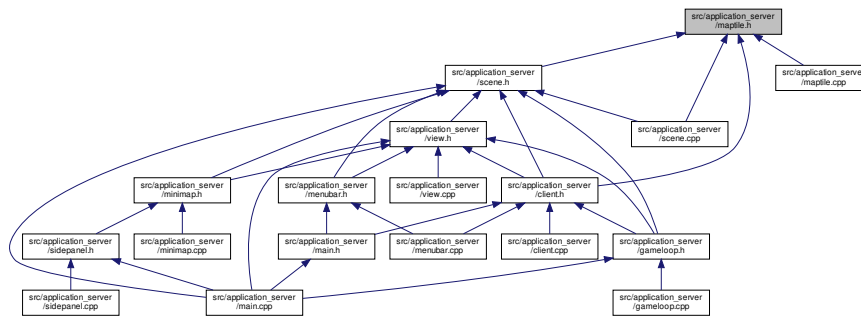 src/application_server
/maptile.h
src/application_server
/scene.h
src/application_server
/maptile.cpp
src/application_server
/view.h
src/application_server
/scene.cpp
src/application_server
/minimap.h
src/application_server
/menubar.h
src/application_server
/view.cpp
src/application_server
/client.h
src/application_server
/sidepanel.h
src/application_server
/minimap.cpp
src/application_server
/main.h
src/application_server
/menubar.cpp
src/application_server
/client.cpp
src/application_server
/gameloop.h
src/application_server
/sidepanel.cpp
src/application_server
/main.cpp
src/application_server
/gameloop.cpp